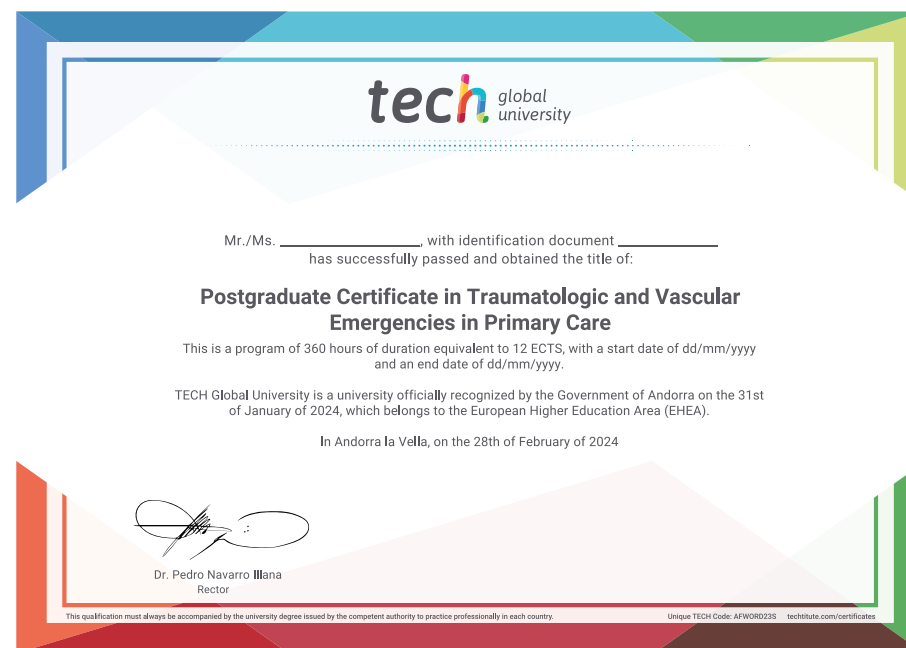 tech global
university
Mr./Ms. ____________, with identification document ____________
has successfully passed and obtained the title of:
Postgraduate Certificate in Traumatologic and Vascular
Emergencies in Primary Care
This is a program of 360 hours of duration equivalent to 12 ECTS, with a start date of dd/mm/yyyy
and an end date of dd/mm/yyyy.
TECH Global University is a university officially recognized by the Government of Andorra on the 31st
of January of 2024, which belongs to the European Higher Education Area (EHEA).
In Andorra la Vella, on the 28th of February of 2024
Dr. Pedro Navarro Illana
Rector
This qualification must always be accompanied by the university degree issued by the competent authority to practice professionally in each country.
Unique TECH Code: AFWORD23S techtitute.com/certificates